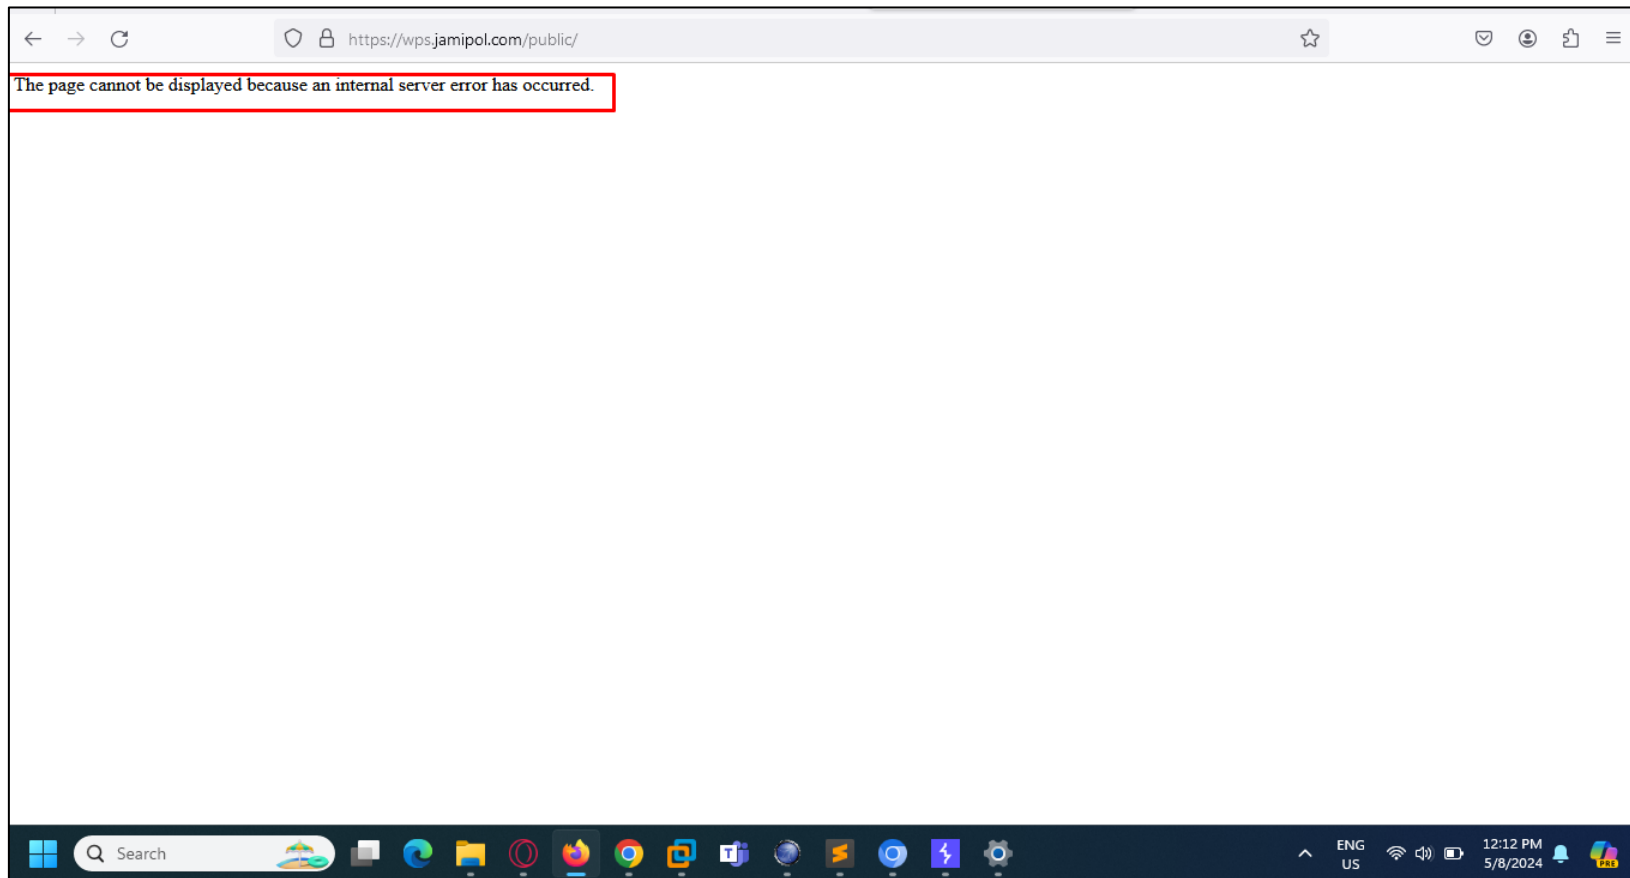 https://wps.jamipol.com/public/
The page cannot be displayed because an internal server error has occurred.
Search
ENG
US
12:12 PM
5/8/2024
PRE